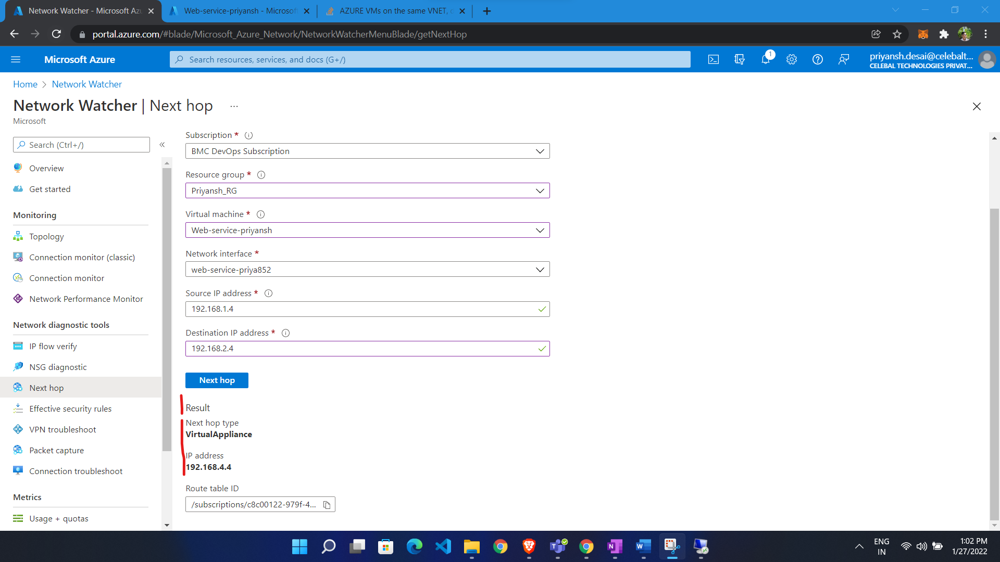 Network Watcher - Microsoft Az
Web-service-priyansh - Microsoft
AZURE VMs on the same VNET, c
portal.azure.com/#blade/Microsoft_Azure_Network/NetworkWatcherMenuBlade/getNextHop
Microsoft Azure
Search resources, services, and docs (G+/)
1
priyansh.desai@celebalt...
CELEBAL TECHNOLOGIES PRIVAT...
Home > Network Watcher
Network Watcher | Next hop ...
Microsoft
Search (Ctrl+/)
«
Overview
Get started
Monitoring
Topology
Connection monitor (classic)
Connection monitor
Network Performance Monitor
Network diagnostic tools
IP flow verify
NSG diagnostic
Next hop
Effective security rules
VPN troubleshoot
Packet capture
Connection troubleshoot
Metrics
Usage + quotas
Subscription *
BMC DevOps Subscription
Resource group *
Priyansh_RG
Virtual machine *
Web-service-priyansh
Network interface *
web-service-priya852
Source IP address *
192.168.1.4
Destination IP address *
192.168.2.4
Next hop
Result
Next hop type
VirtualAppliance
IP address
192.168.4.4
Route table ID
/subscriptions/c8c00122-979f-4...
ENG
IN
1:02 PM
1/27/2022